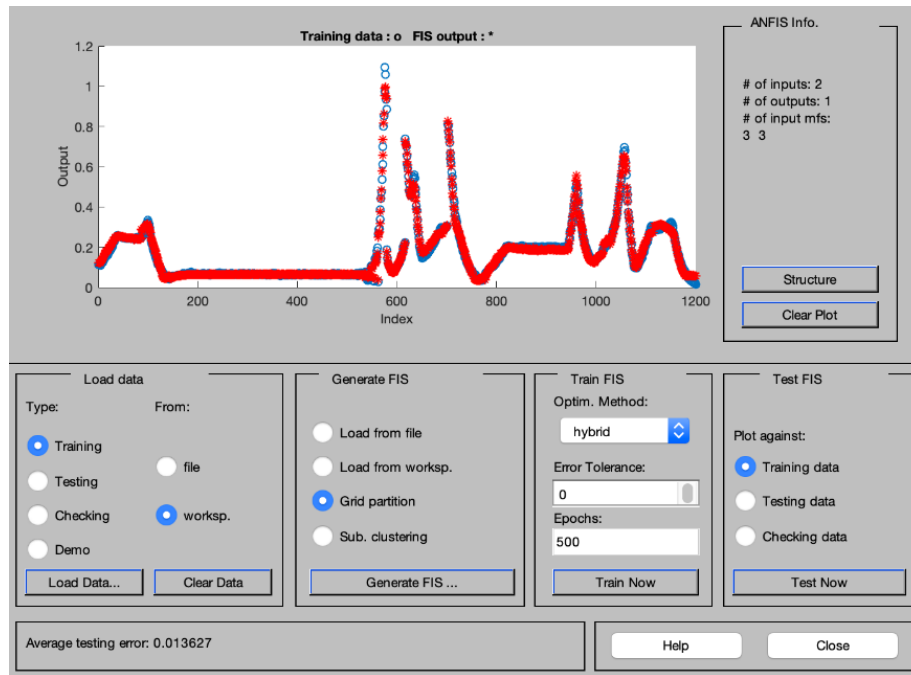 Training data : o   FIS output : *
1.2
1
0.8
0.6
0.4
0.2
0
Output
0
200
400
600
800
1000
1200
Index
ANFIS Info.
# of inputs: 2
# of outputs: 1
# of input mfs:
3  3
Structure
Clear Plot
Load data
Type:
From:
Training
Testing
Checking
Demo
file
worksp.
Load Data...
Clear Data
Generate FIS
Load from file
Load from worksp.
Grid partition
Sub. clustering
Generate FIS ...
Train FIS
Optim. Method:
hybrid
Error Tolerance:
0
Epochs:
500
Train Now
Test FIS
Plot against:
Training data
Testing data
Checking data
Test Now
Average testing error: 0.013627
Help
Close